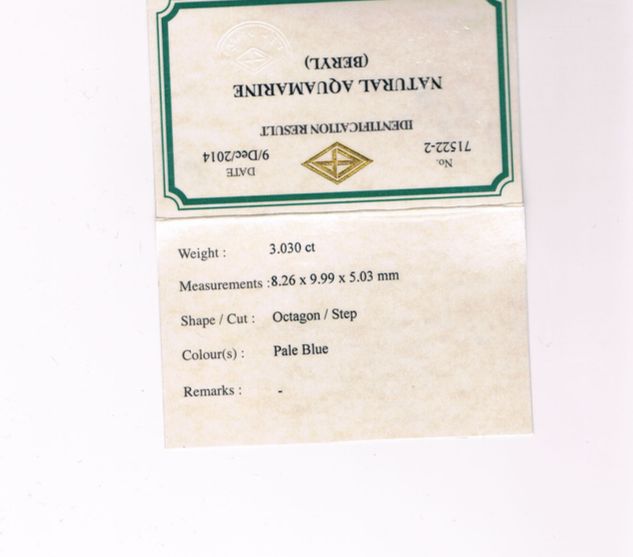 No. 71522-2
DATE 9/Dec/2014
IDENTIFICATION RESULT
NATURAL AQUAMARINE
(BERYL)
Weight : 3.030 ct
Measurements : 8.26 x 9.99 x 5.03 mm
Shape / Cut : Octagon / Step
Colour(s) : Pale Blue
Remarks : -